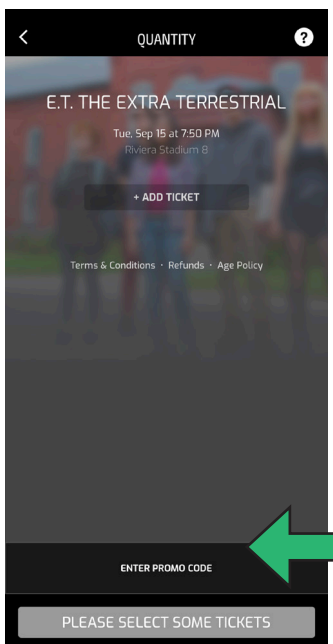 QUANTITY
?
E.T. THE EXTRA TERRESTRIAL
Tue, Sep 15 at 7:50 PM
Riviera Stadium 8
+ ADD TICKET
Terms & Conditions · Refunds · Age Policy
ENTER PROMO CODE
PLEASE SELECT SOME TICKETS